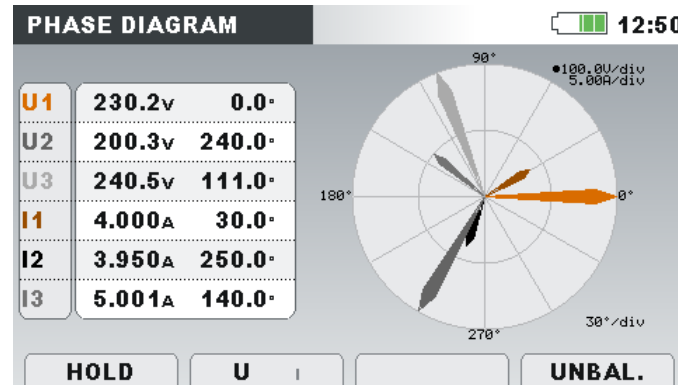 PHASE DIAGRAM 12:50
U1 230.2V 0.0°
U2 200.3V 240.0°
U3 240.5V 111.0°
I1 4.000A 30.0°
I2 3.950A 250.0°
I3 5.001A 140.0°
90°
●100.0V/div
5.00A/div
180°
0°
270°
30°/div
HOLD U I UNBAL.